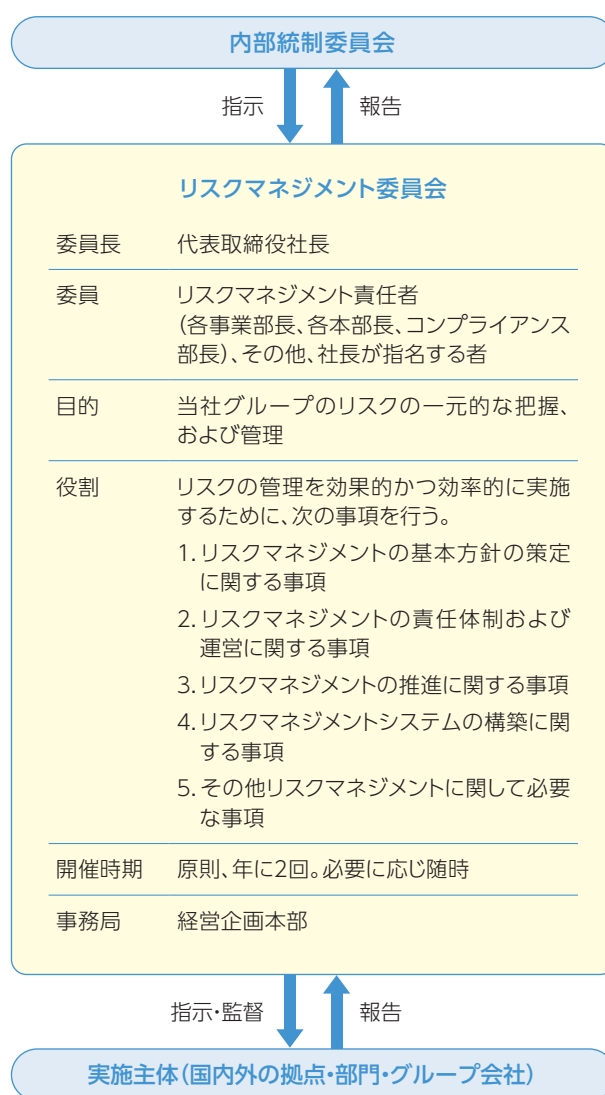 内部統制委員会
指示 報告
リスクマネジメント委員会
委員長 代表取締役社長
委員 リスクマネジメント責任者
(各事業部長、各本部長、コンプライアンス
部長)、その他、社長が指名する者
目的 当社グループのリスクの一元的な把握、
および管理
役割 リスクの管理を効果的かつ効率的に実施
するために、次の事項を行う。
1.リスクマネジメントの基本方針の策定
に関する事項
2.リスクマネジメントの責任体制および
運営に関する事項
3.リスクマネジメントの推進に関する事項
4.リスクマネジメントシステムの構築に関
する事項
5.その他リスクマネジメントに関して必要
な事項
開催時期 原則、年に2回。必要に応じ随時
事務局 経営企画本部
指示・監督 報告
実施主体(国内外の拠点・部門・グループ会社)